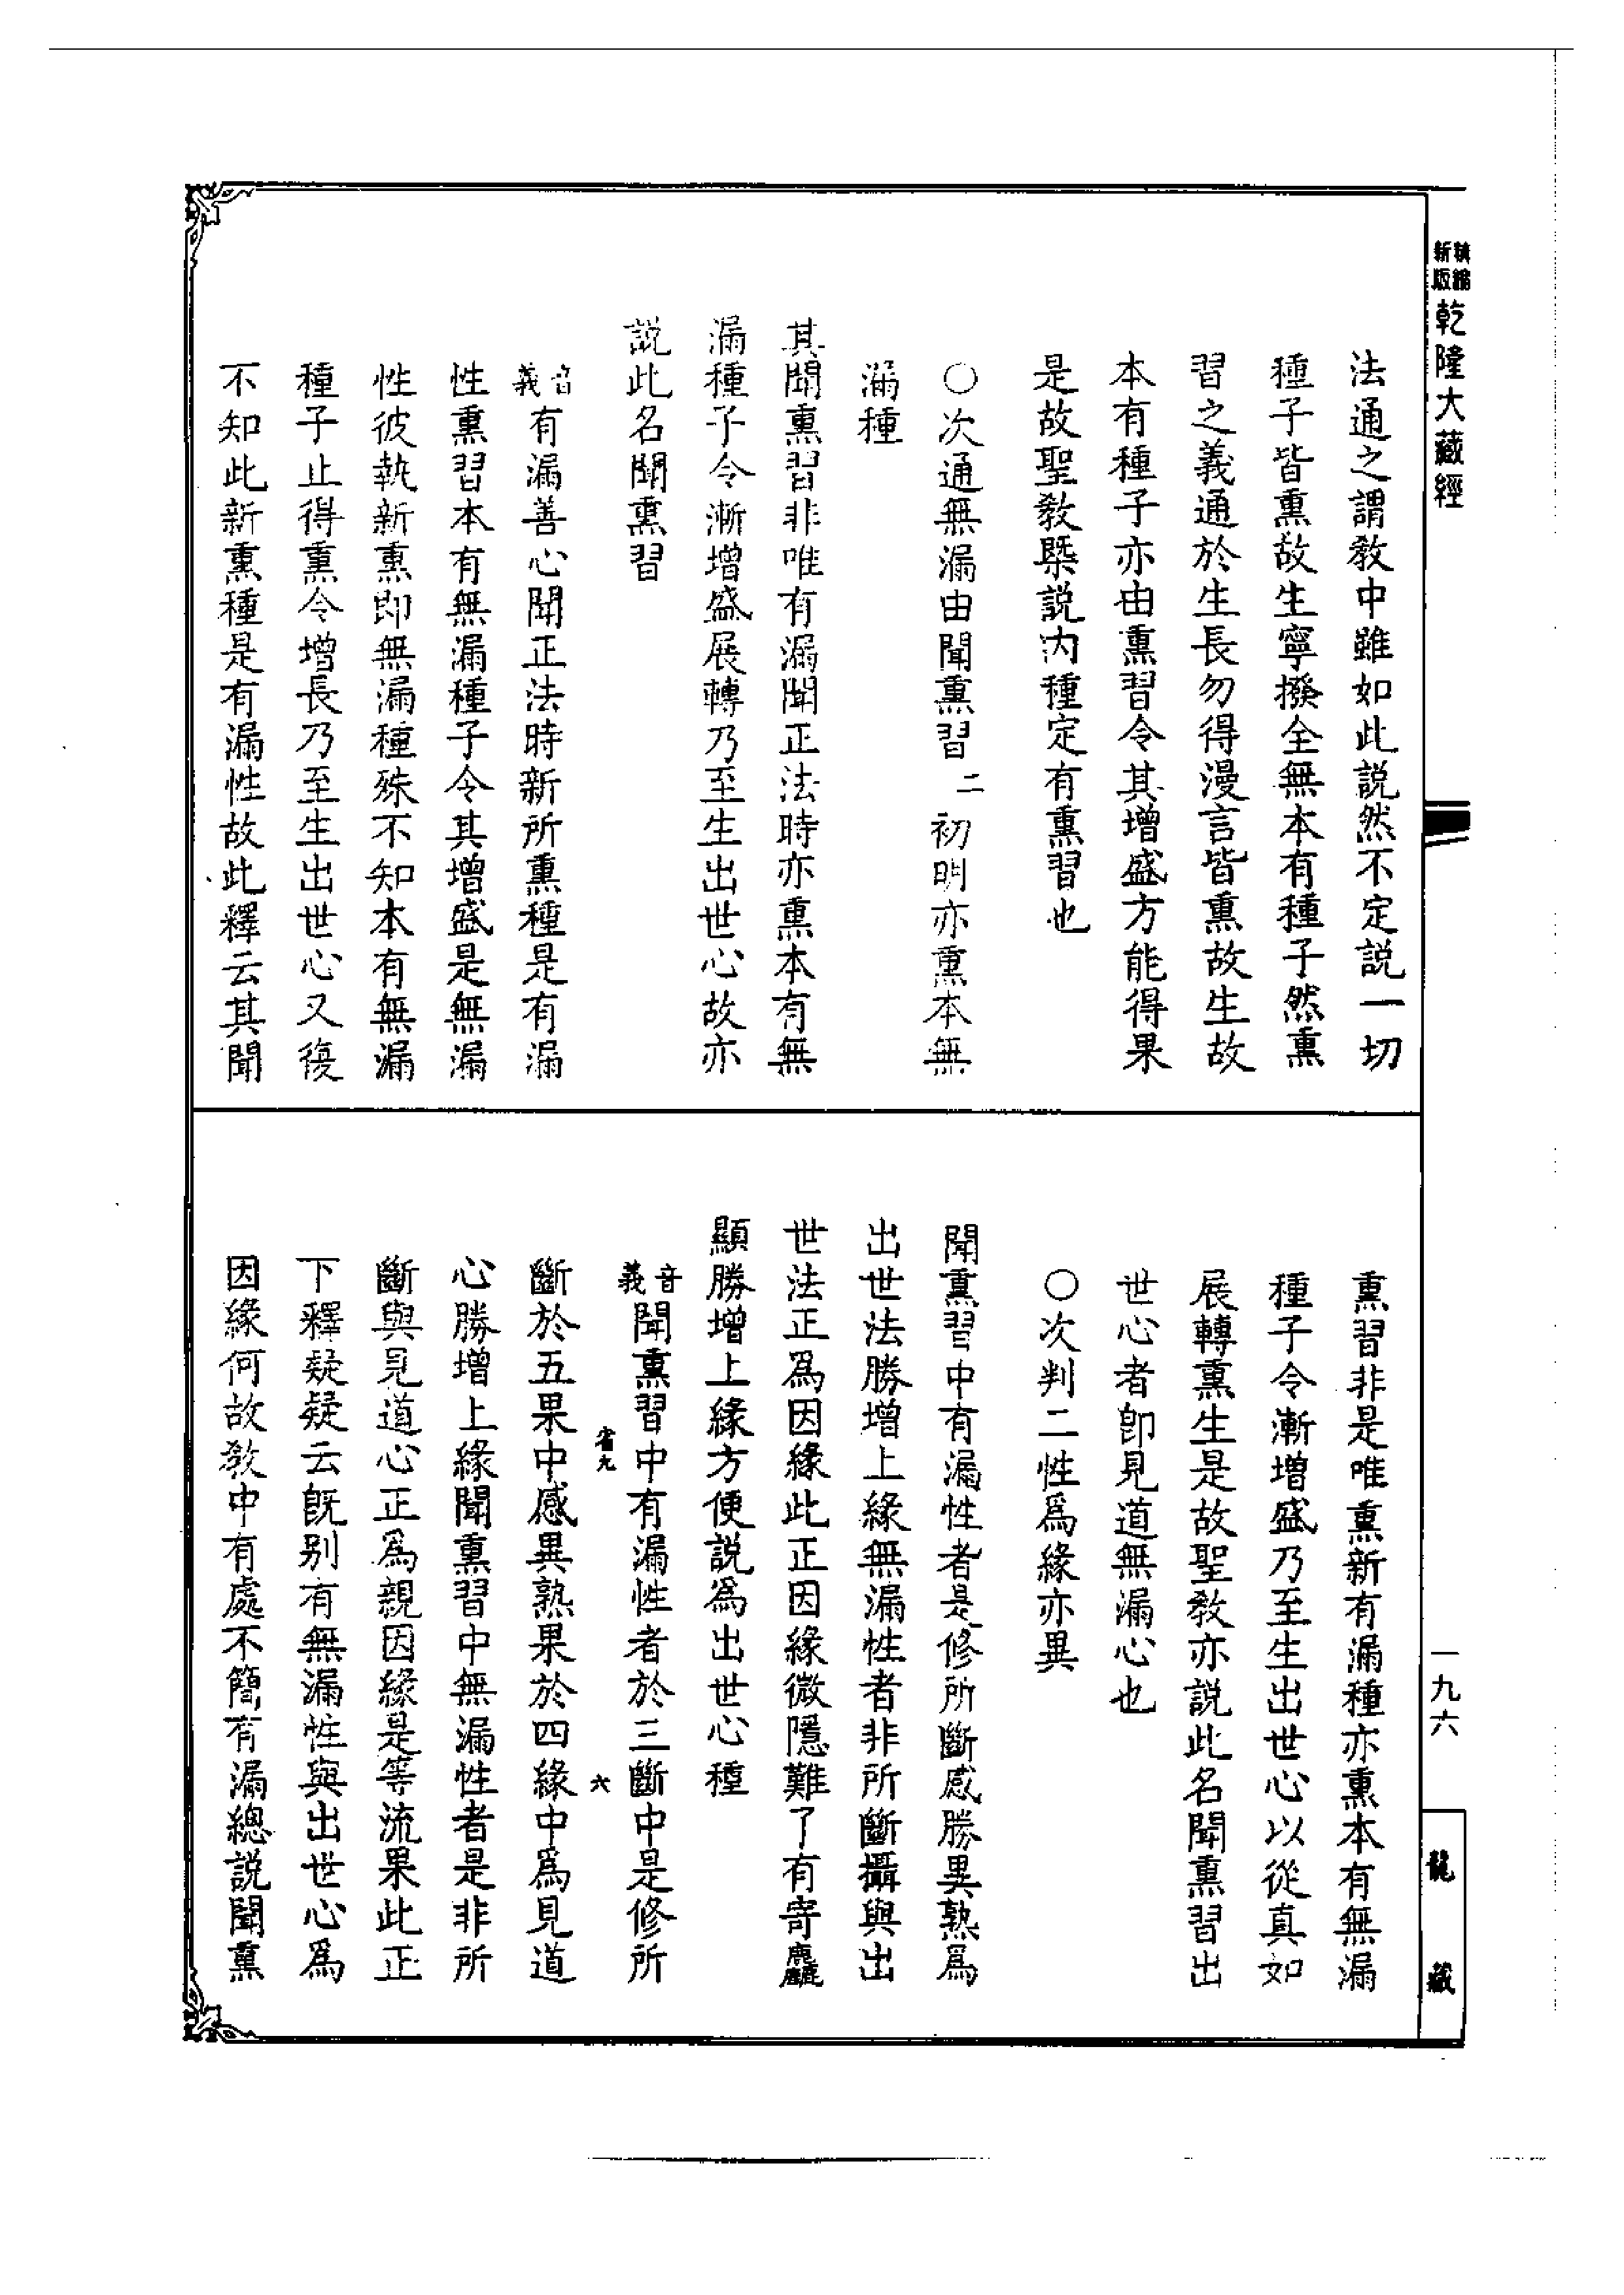 新縮
版縮
乾隆大藏經
法通之謂教中雖如此説然不定説一切
種子皆熏故生寧撥全無本有種子然熏
習之義通於生長勿得漫言皆熏故生故
本有種子亦由熏習令其增盛方能得果
是故聖教槩説内種定有熏習也
○次通無漏由聞熏習 二 初明亦熏本無
漏種
其聞熏習非唯有漏聞正法時亦熏本有無
漏種子令漸增盛展轉乃至生出世心故亦
説此名聞熏習
音義有漏善心聞正法時新所熏種是有漏
性熏習本有無漏種子令其增盛是無漏
性彼執新熏即無漏種殊不知本有無漏
種子止得熏令增長乃至生出世心又復
不知此新熏種是有漏性故此釋云其聞
熏習非是唯熏新有漏種亦熏本有無漏
種子令漸增盛乃至生出世心以從真如
展轉熏生是故聖教亦説此名聞熏習出
世心者卽見道無漏心也
○次判二性爲緣亦異
聞熏習中有漏性者是修所斷感勝異熟爲
出世法勝增上緣無漏性者非所斷攝與出
世法正爲因緣此正因緣微隱難了有寄麤
顯勝增上緣方便説爲出世心種
音義聞熏習中有漏性者於三斷中是修所
省九 六
斷於五果中感異熟果於四緣中爲見道
心勝增上緣聞熏習中無漏性者是非所
斷與見道心正爲親因緣是等流果此正
下釋疑疑云旣别有無漏性與出世心爲
因緣何故教中有處不簡有漏總説聞熏
一九六
龍藏